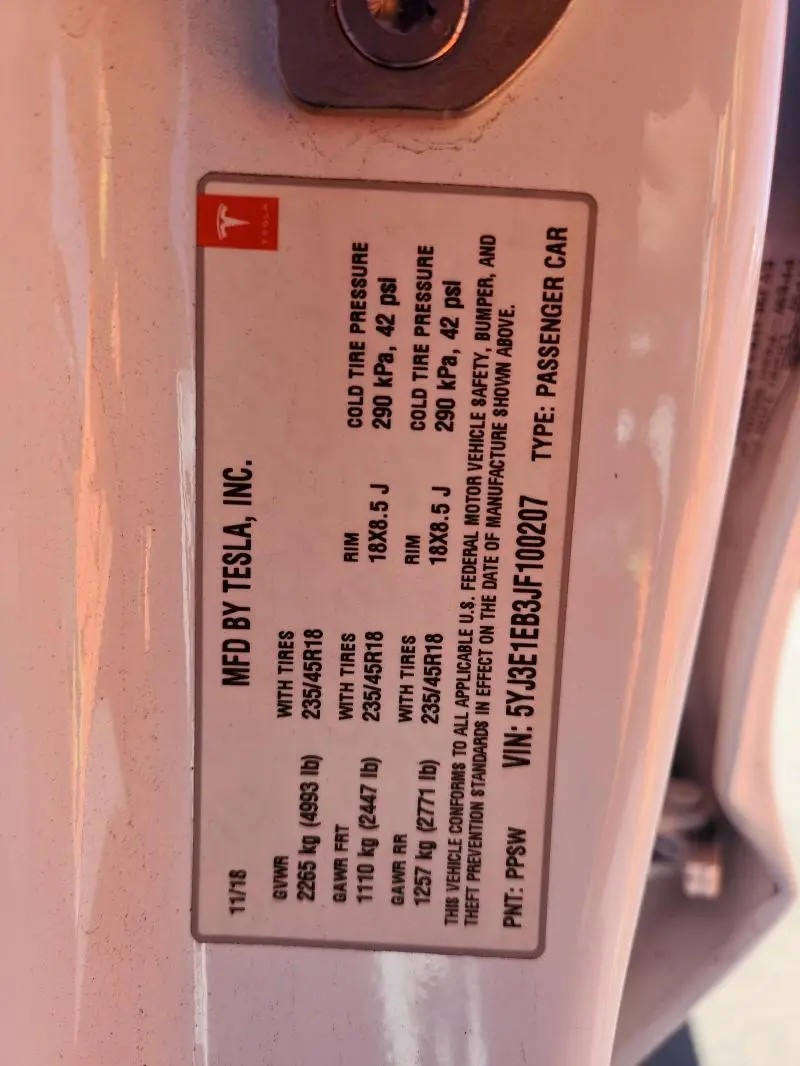 TESLA
MFD BY TESLA, INC.
11/18
GVWR WITH TIRES
2265 kg (4993 lb) 235/45R18
GAWR FRT WITH TIRES RIM COLD TIRE PRESSURE
1110 kg (2447 lb) 235/45R18 18X8.5 J 290 kPa, 42 psi
GAWR RR WITH TIRES RIM COLD TIRE PRESSURE
1257 kg (2771 lb) 235/45R18 18X8.5 J 290 kPa, 42 psi
THIS VEHICLE CONFORMS TO ALL APPLICABLE U.S. FEDERAL MOTOR VEHICLE SAFETY, BUMPER, AND
THEFT PREVENTION STANDARDS IN EFFECT ON THE DATE OF MANUFACTURE SHOWN ABOVE.
PNT: PPSW VIN: 5YJ3E1EB3JF100207 TYPE: PASSENGER CAR